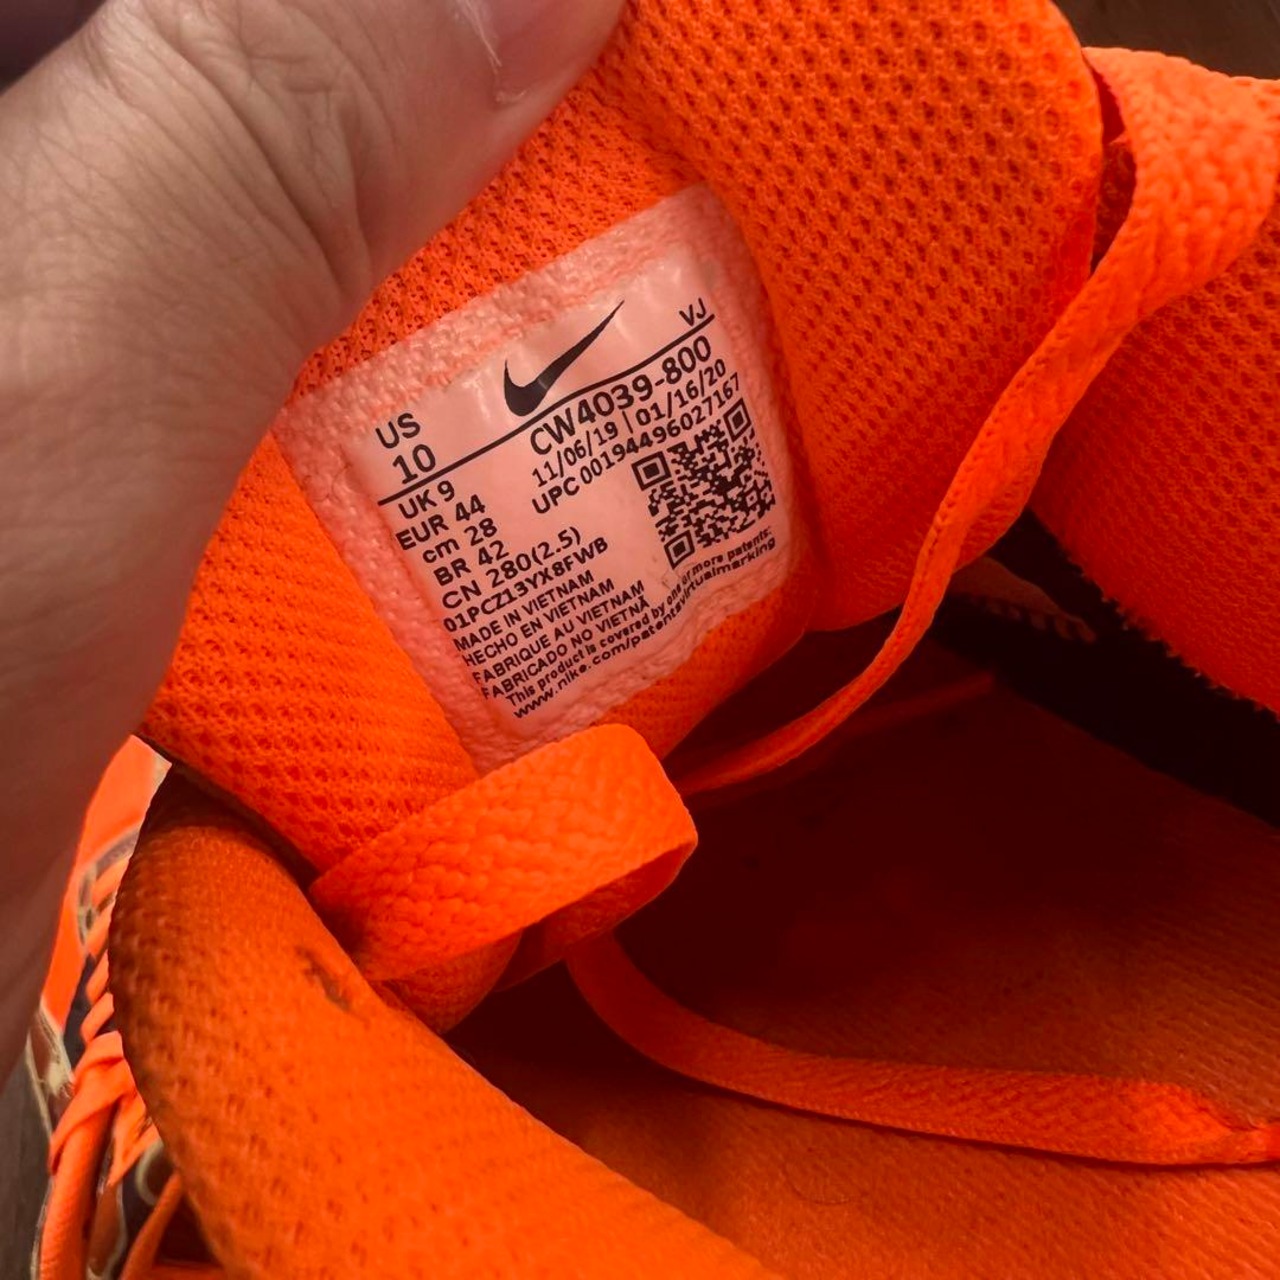 VJ
US
10
CW4039-800
11/06/19 | 01/16/20
UPC 00194496027167
UK 9
EUR 44
cm 28
BR 42
CN 280(2.5)
01PCZ13YX8FWB
MADE IN VIETNAM
HECHO EN VIETNAM
FABRIQUE AU VIETNAM
FABRICADO NO VIETNÃ
This product is covered by one or more patents:
www.nike.com/patentsvirtualmarking